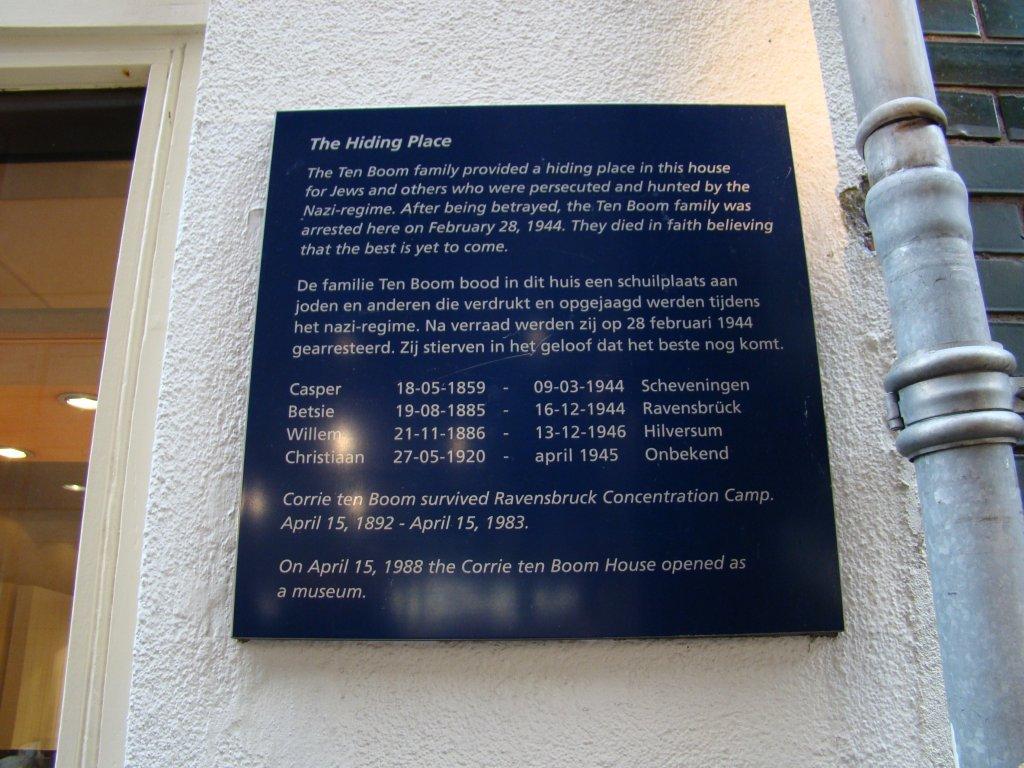 The Hiding Place
The Ten Boom family provided a hiding place in this house
for Jews and others who were persecuted and hunted by the
Nazi-regime. After being betrayed, the Ten Boom family was
arrested here on February 28, 1944. They died in faith believing
that the best is yet to come.
De familie Ten Boom bood in dit huis een schuilplaats aan
joden en anderen die verdrukt en opgejaagd werden tijdens
het nazi-regime. Na verraad werden zij op 28 februari 1944
gearresteerd. Zij stierven in het geloof dat het beste nog komt.
Casper 18-05-1859 - 09-03-1944 Scheveningen
Betsie 19-08-1885 - 16-12-1944 Ravensbrück
Willem 21-11-1886 - 13-12-1946 Hilversum
Christiaan 27-05-1920 - april 1945 Onbekend
Corrie ten Boom survived Ravensbruck Concentration Camp.
April 15, 1892 - April 15, 1983.
On April 15, 1988 the Corrie ten Boom House opened as
a museum.